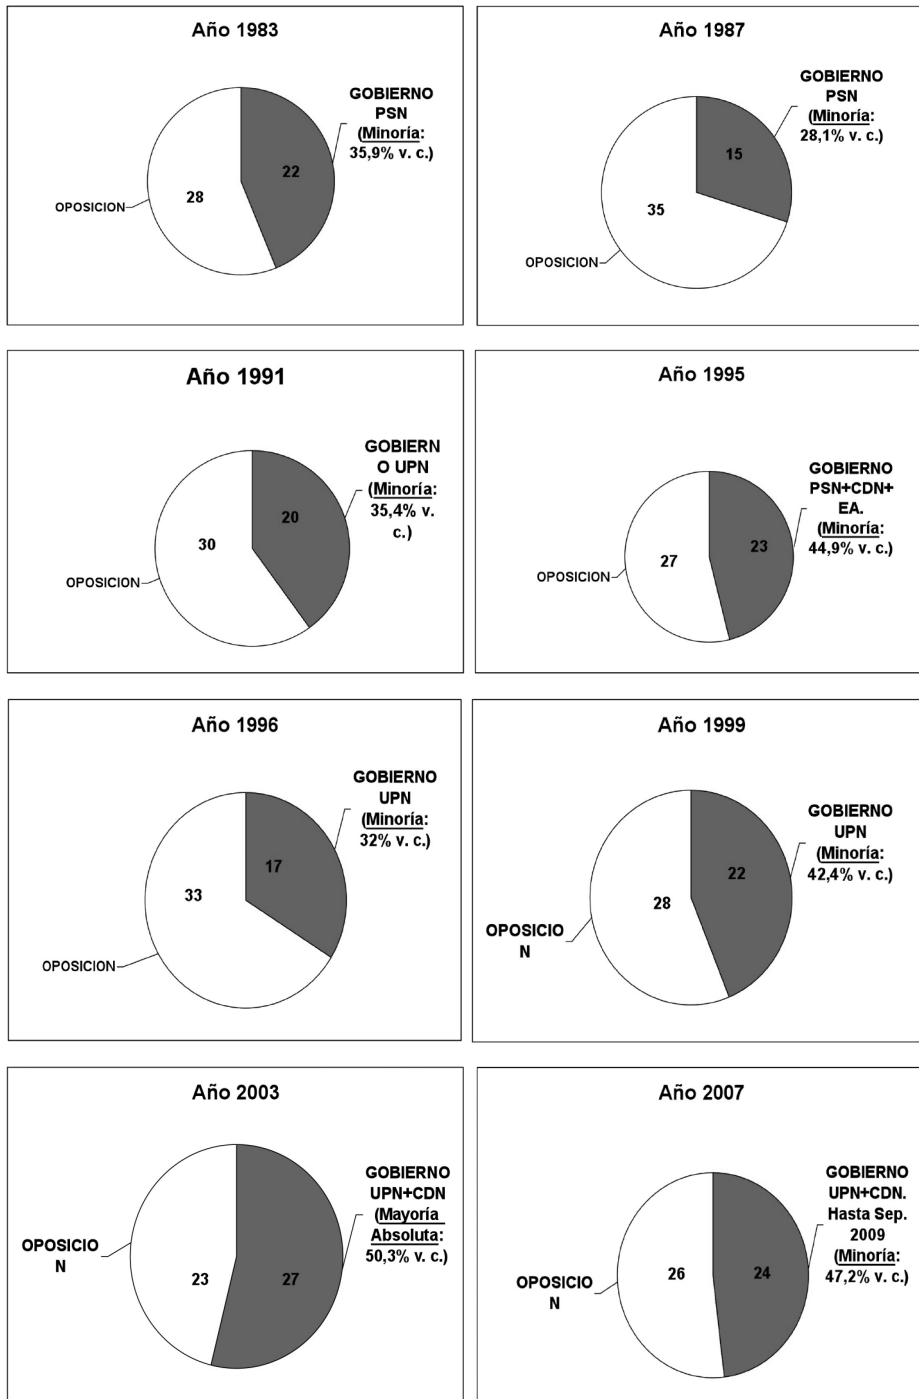 Año 1983
GOBIERNO
PSN
(Minoría:
35,9% v. c.)
22
28
OPOSICION
Año 1987
GOBIERNO
PSN
(Minoría:
28,1% v. c.)
15
35
OPOSICION
Año 1991
GOBIERN
O UPN
(Minoría:
35,4% v.
c.)
20
30
OPOSICION
Año 1995
GOBIERNO
PSN+CDN+
EA.
(Minoría:
44,9% v. c.)
23
27
OPOSICION
Año 1996
GOBIERNO
UPN
(Minoría:
32% v. c.)
17
33
OPOSICION
Año 1999
GOBIERNO
UPN
(Minoría:
42,4% v. c.)
22
28
OPOSICIO
N
Año 2003
GOBIERNO
UPN+CDN
(Mayoría
Absoluta:
50,3% v. c.)
OPOSICIO
N
23
27
Año 2007
GOBIERNO
UPN+CDN.
Hasta Sep.
2009
(Minoría:
47,2% v. c.)
26
24
OPOSICIO
N